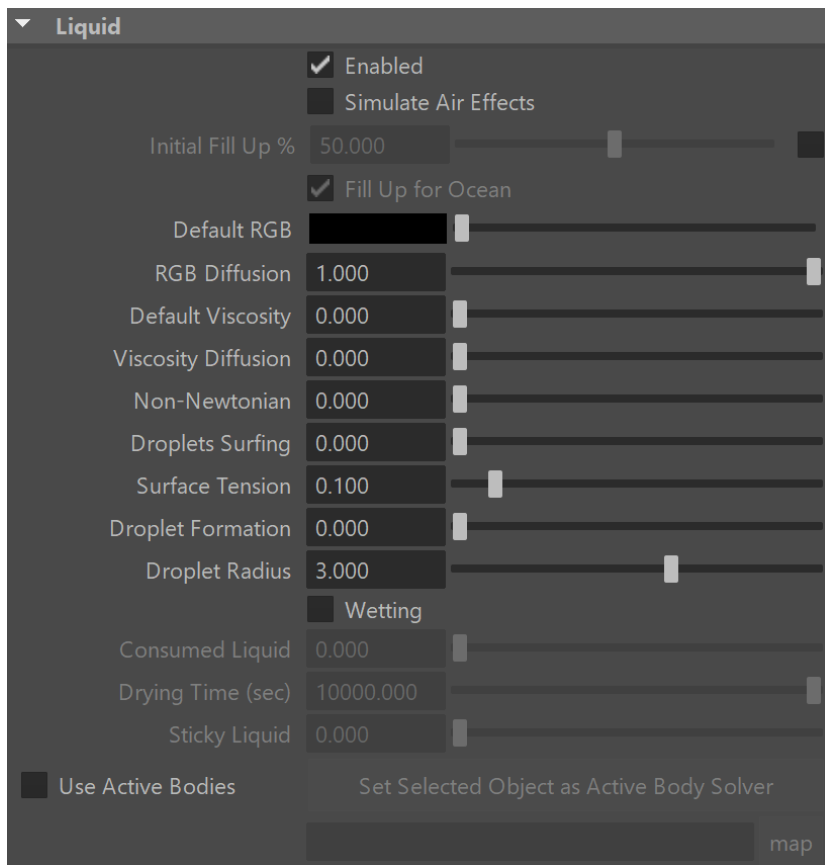 Liquid
Enabled
Simulate Air Effects
Initial Fill Up % 50.000
Fill Up for Ocean
Default RGB
RGB Diffusion 1.000
Default Viscosity 0.000
Viscosity Diffusion 0.000
Non-Newtonian 0.000
Droplets Surfing 0.000
Surface Tension 0.100
Droplet Formation 0.000
Droplet Radius 3.000
Wetting
Consumed Liquid 0.000
Drying Time (sec) 10000.000
Sticky Liquid 0.000
Use Active Bodies Set Selected Object as Active Body Solver
map